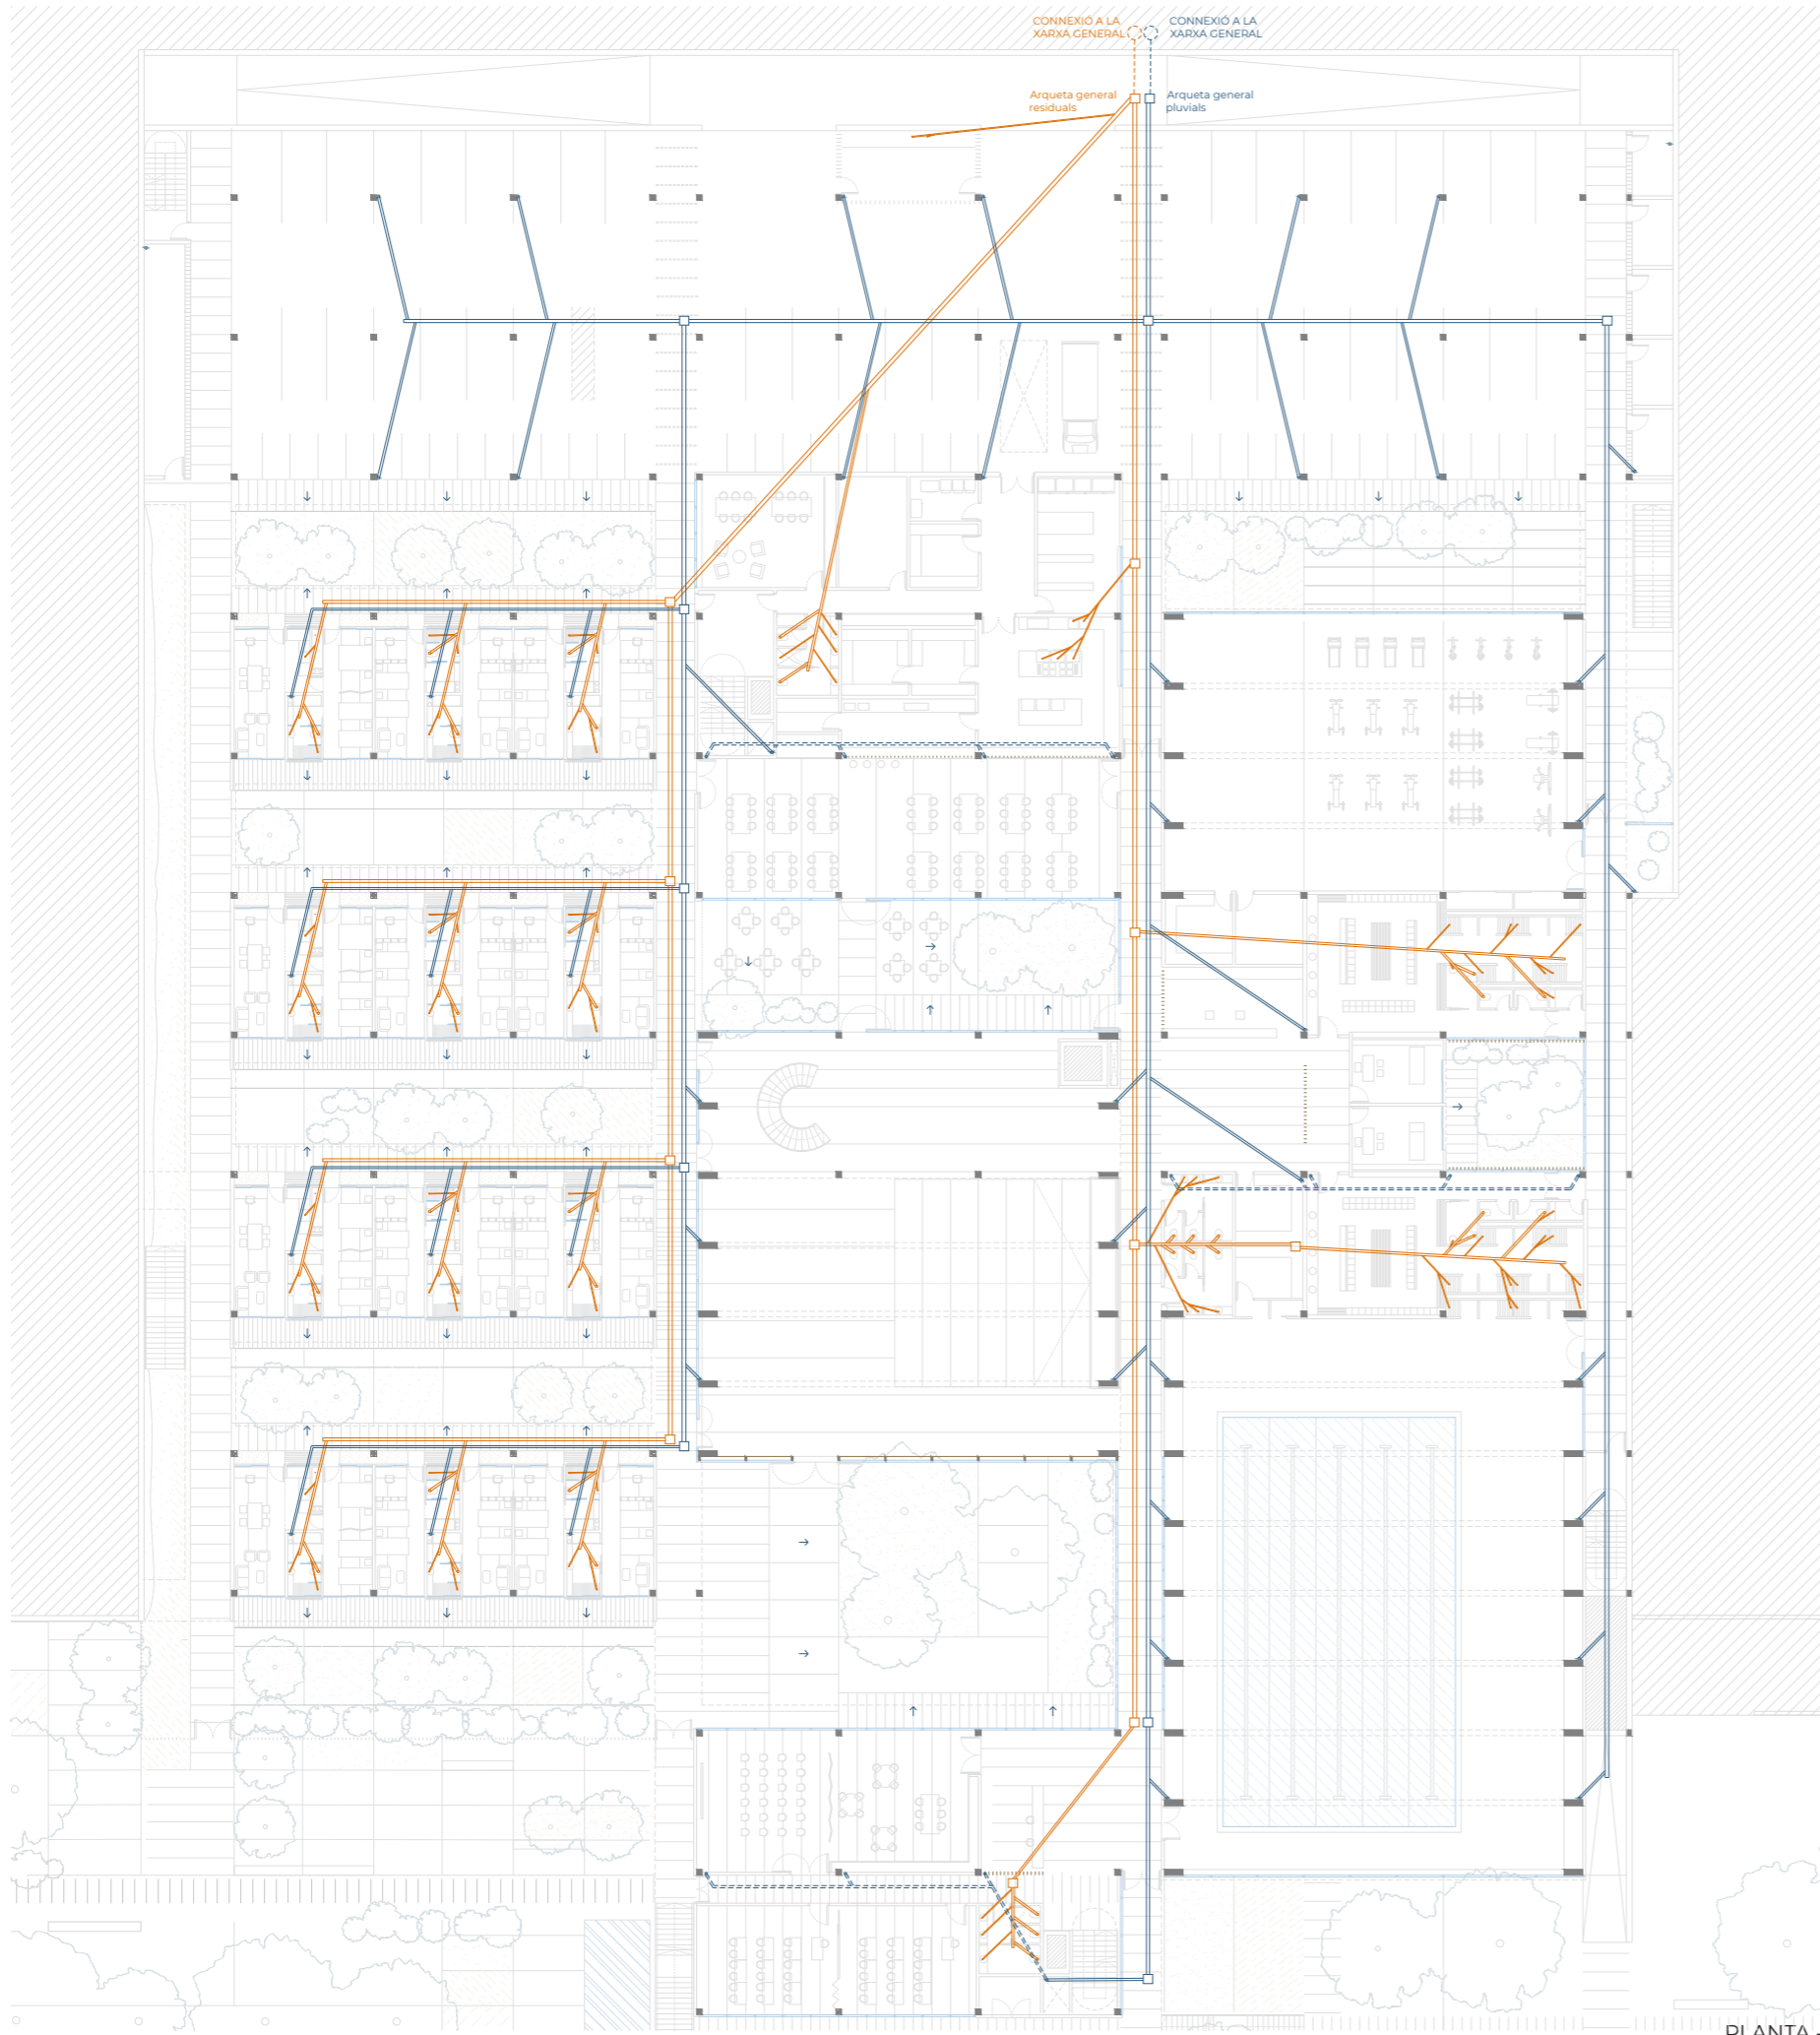 CONNEXIÓ A LA
XARXA GENERAL
CONNEXIÓ A LA
XARXA GENERAL
Arqueta general
residuals
Arqueta general
pluvials
PLANTA